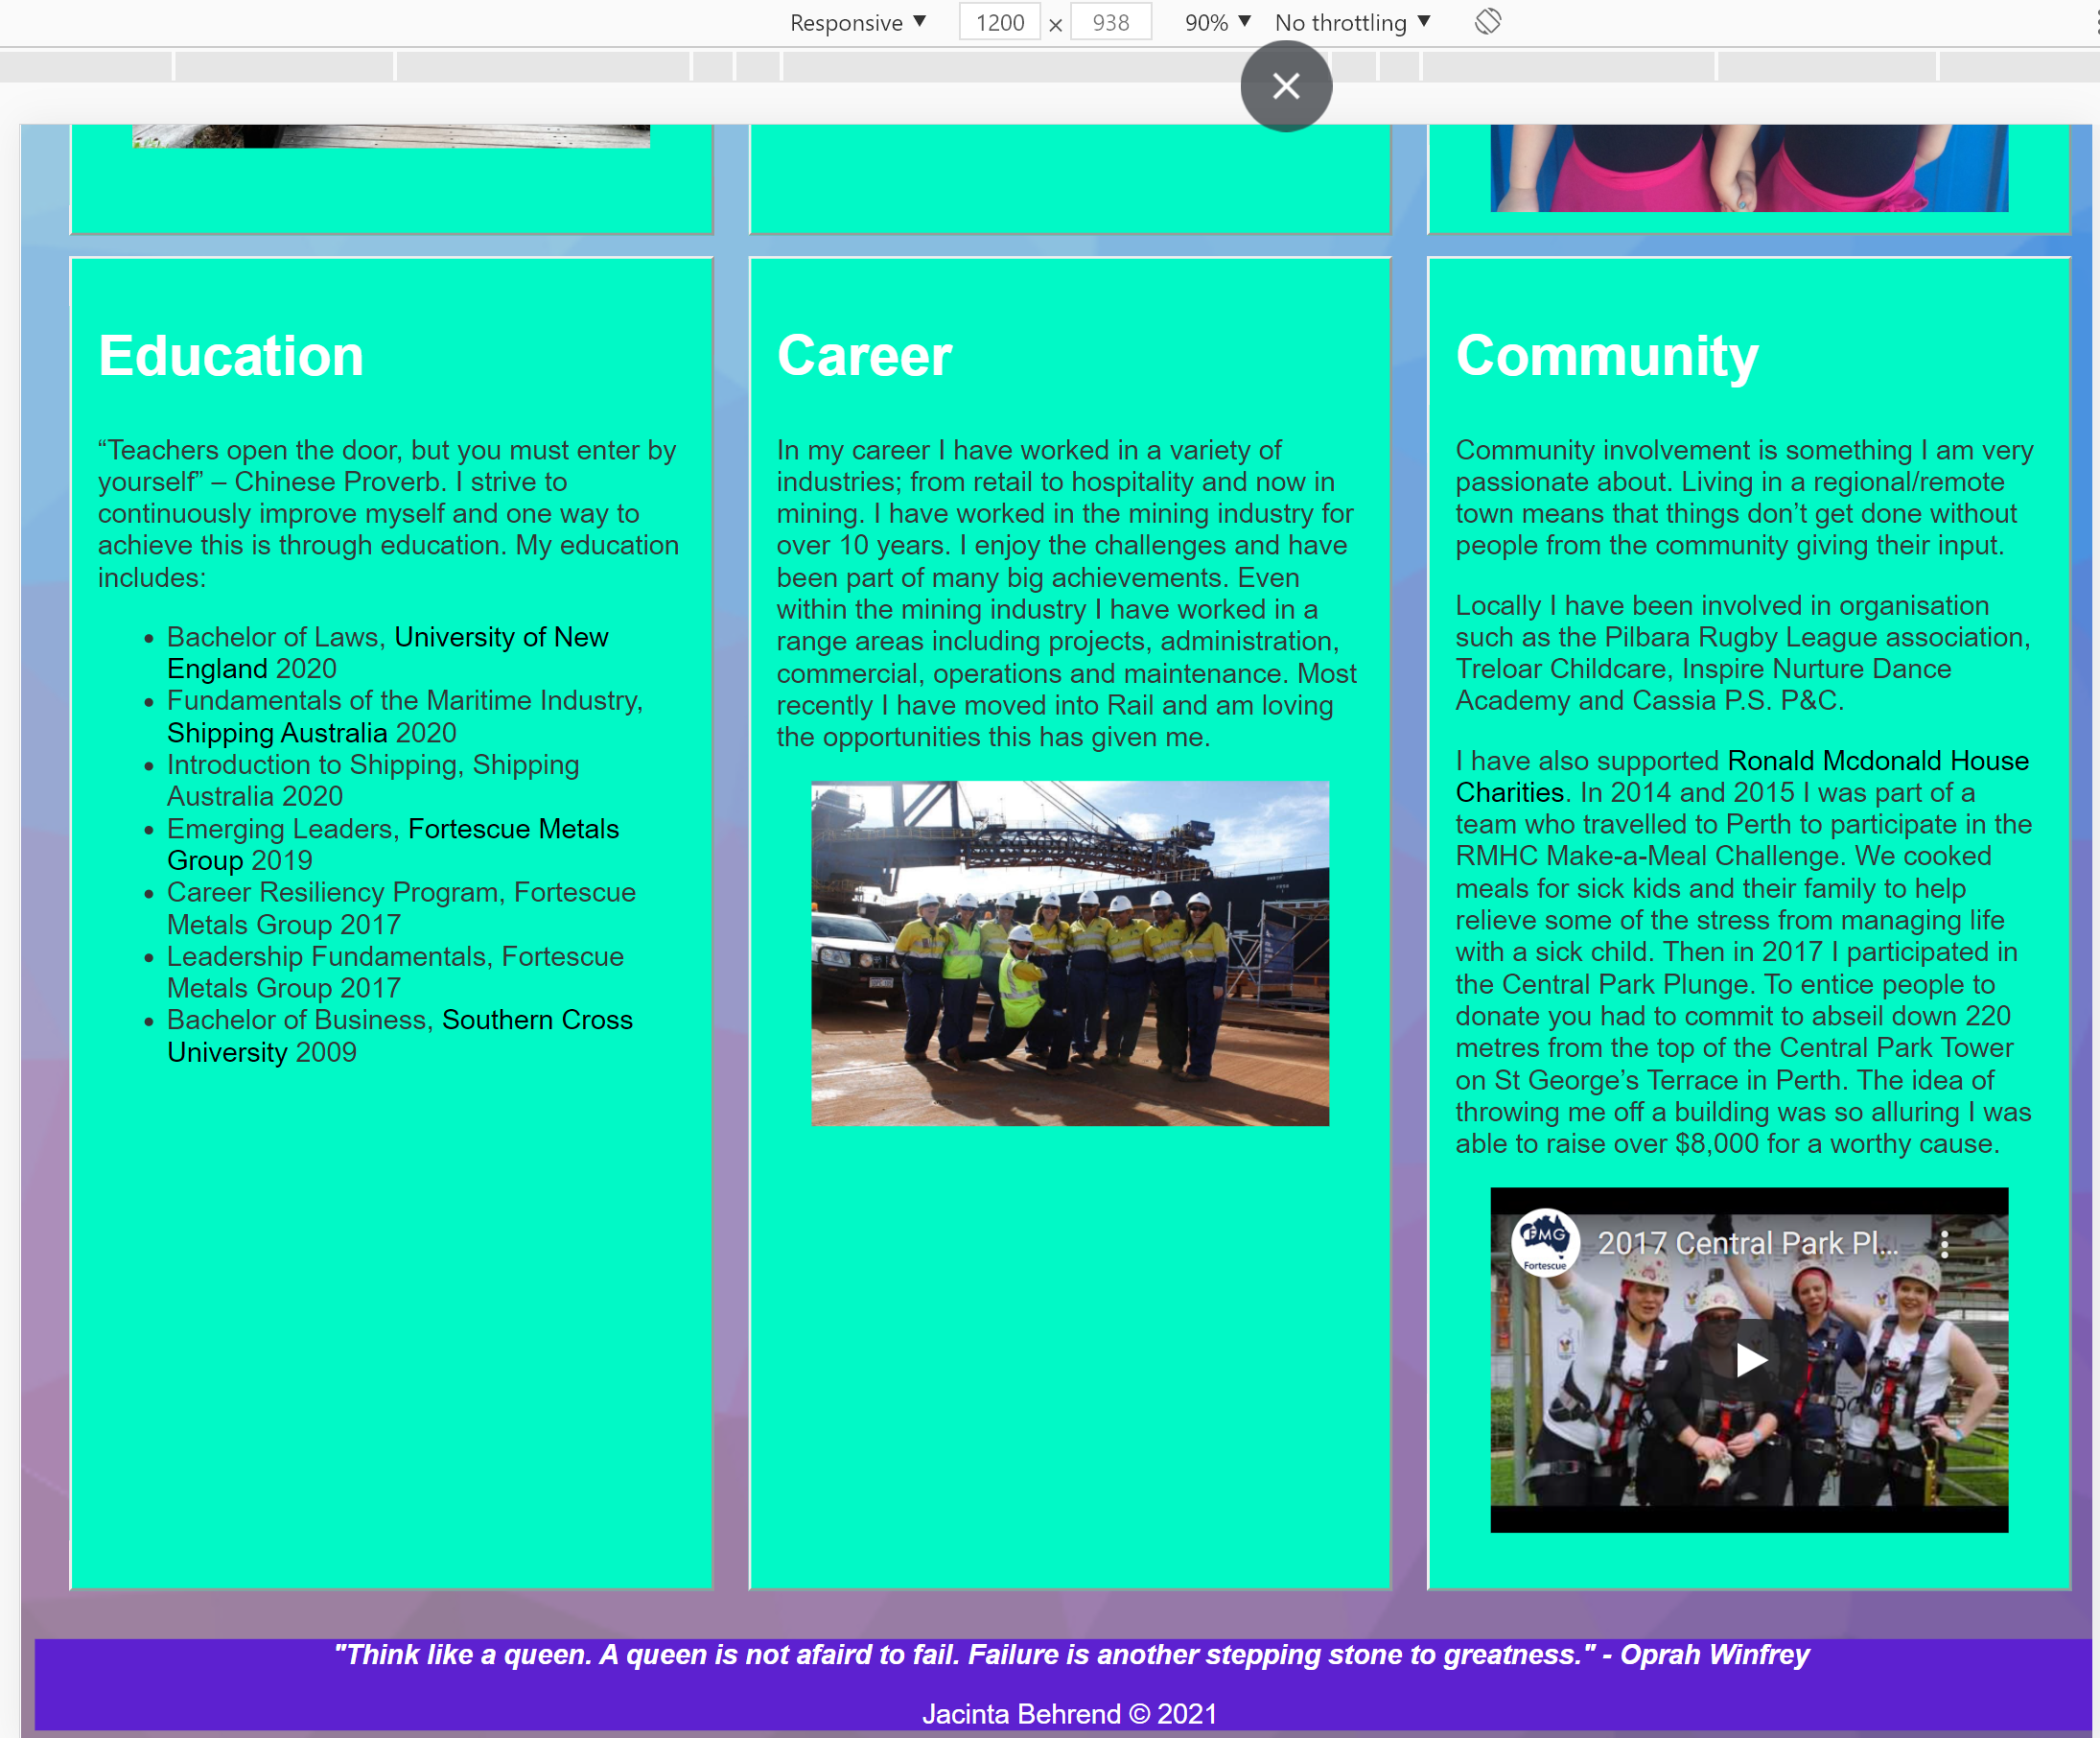 Responsive ▼ 1200 × 938 90% ▼ No throttling ▼
Education
“Teachers open the door, but you must enter by
yourself” – Chinese Proverb. I strive to
continuously improve myself and one way to
achieve this is through education. My education
includes:
• Bachelor of Laws, University of New
England 2020
• Fundamentals of the Maritime Industry,
Shipping Australia 2020
• Introduction to Shipping, Shipping
Australia 2020
• Emerging Leaders, Fortescue Metals
Group 2019
• Career Resiliency Program, Fortescue
Metals Group 2017
• Leadership Fundamentals, Fortescue
Metals Group 2017
• Bachelor of Business, Southern Cross
University 2009
Career
In my career I have worked in a variety of
industries; from retail to hospitality and now in
mining. I have worked in the mining industry for
over 10 years. I enjoy the challenges and have
been part of many big achievements. Even
within the mining industry I have worked in a
range areas including projects, administration,
commercial, operations and maintenance. Most
recently I have moved into Rail and am loving
the opportunities this has given me.
Community
Community involvement is something I am very
passionate about. Living in a regional/remote
town means that things don’t get done without
people from the community giving their input.
Locally I have been involved in organisation
such as the Pilbara Rugby League association,
Treloar Childcare, Inspire Nurture Dance
Academy and Cassia P.S. P&C.
I have also supported Ronald Mcdonald House
Charities. In 2014 and 2015 I was part of a
team who travelled to Perth to participate in the
RMHC Make-a-Meal Challenge. We cooked
meals for sick kids and their family to help
relieve some of the stress from managing life
with a sick child. Then in 2017 I participated in
the Central Park Plunge. To entice people to
donate you had to commit to abseil down 220
metres from the top of the Central Park Tower
on St George’s Terrace in Perth. The idea of
throwing me off a building was so alluring I was
able to raise over $8,000 for a worthy cause.
FMG
Fortescue
2017 Central Park Pl...
"Think like a queen. A queen is not afaird to fail. Failure is another stepping stone to greatness." - Oprah Winfrey
Jacinta Behrend © 2021